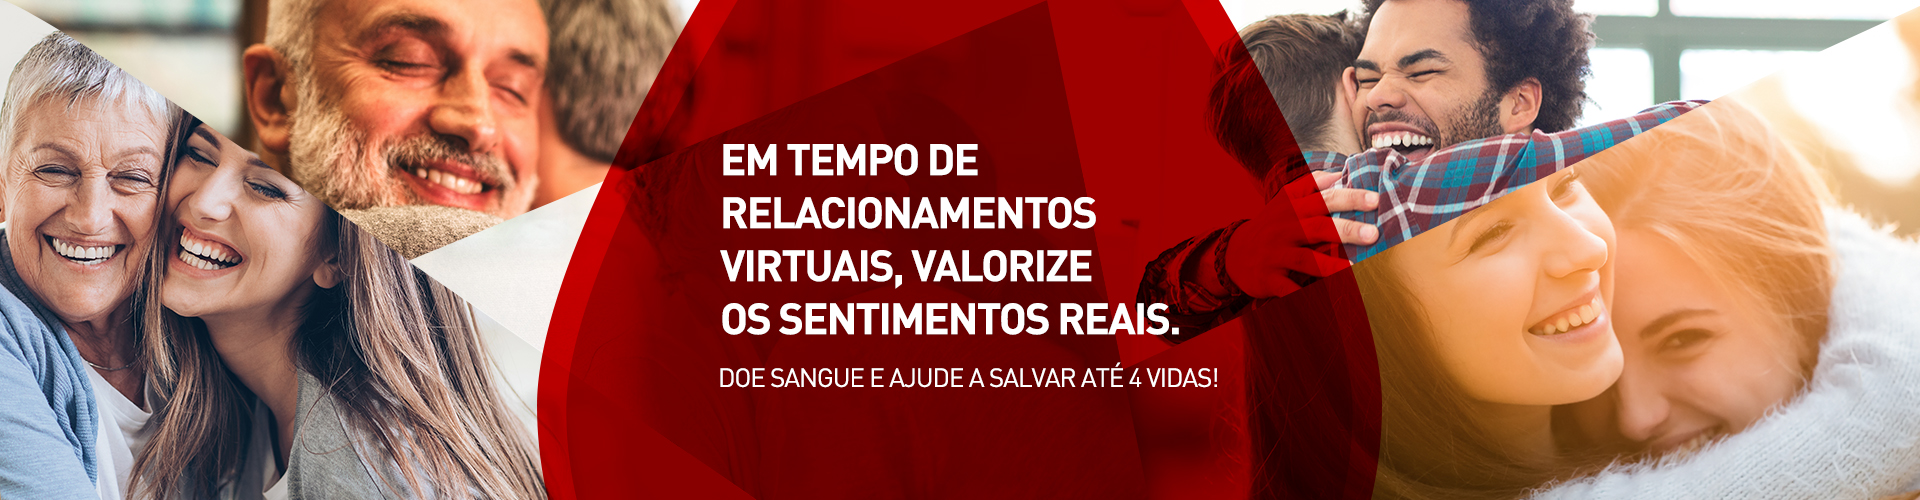 EM TEMPO DE
RELACIONAMENTOS
VIRTUAIS, VALORIZE
OS SENTIMENTOS REAIS.
DOE SANGUE E AJUDE A SALVAR ATÉ 4 VIDAS!